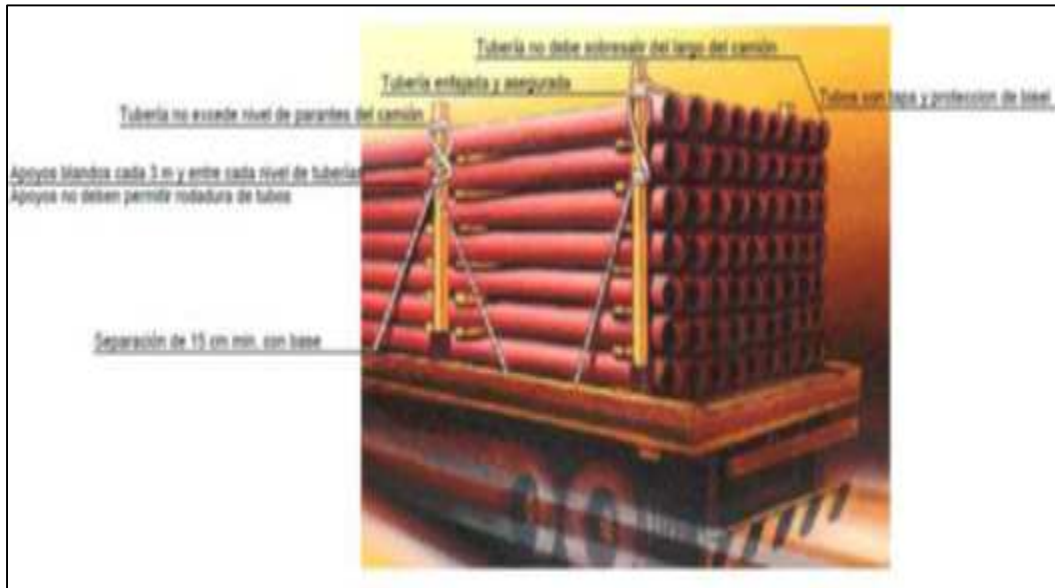 Tubería no debe sobresalir del largo del camión
Tubería enfajada y asegurada
Tubos con tapa y proteccion de bisel
Tubería no excede nivel de parantes del camión
Apoyos blandos cada 3 m y entre cada nivel de tuberías
Apoyos no deben permitir rodadura de tubos
Separación de 15 cm min. con base